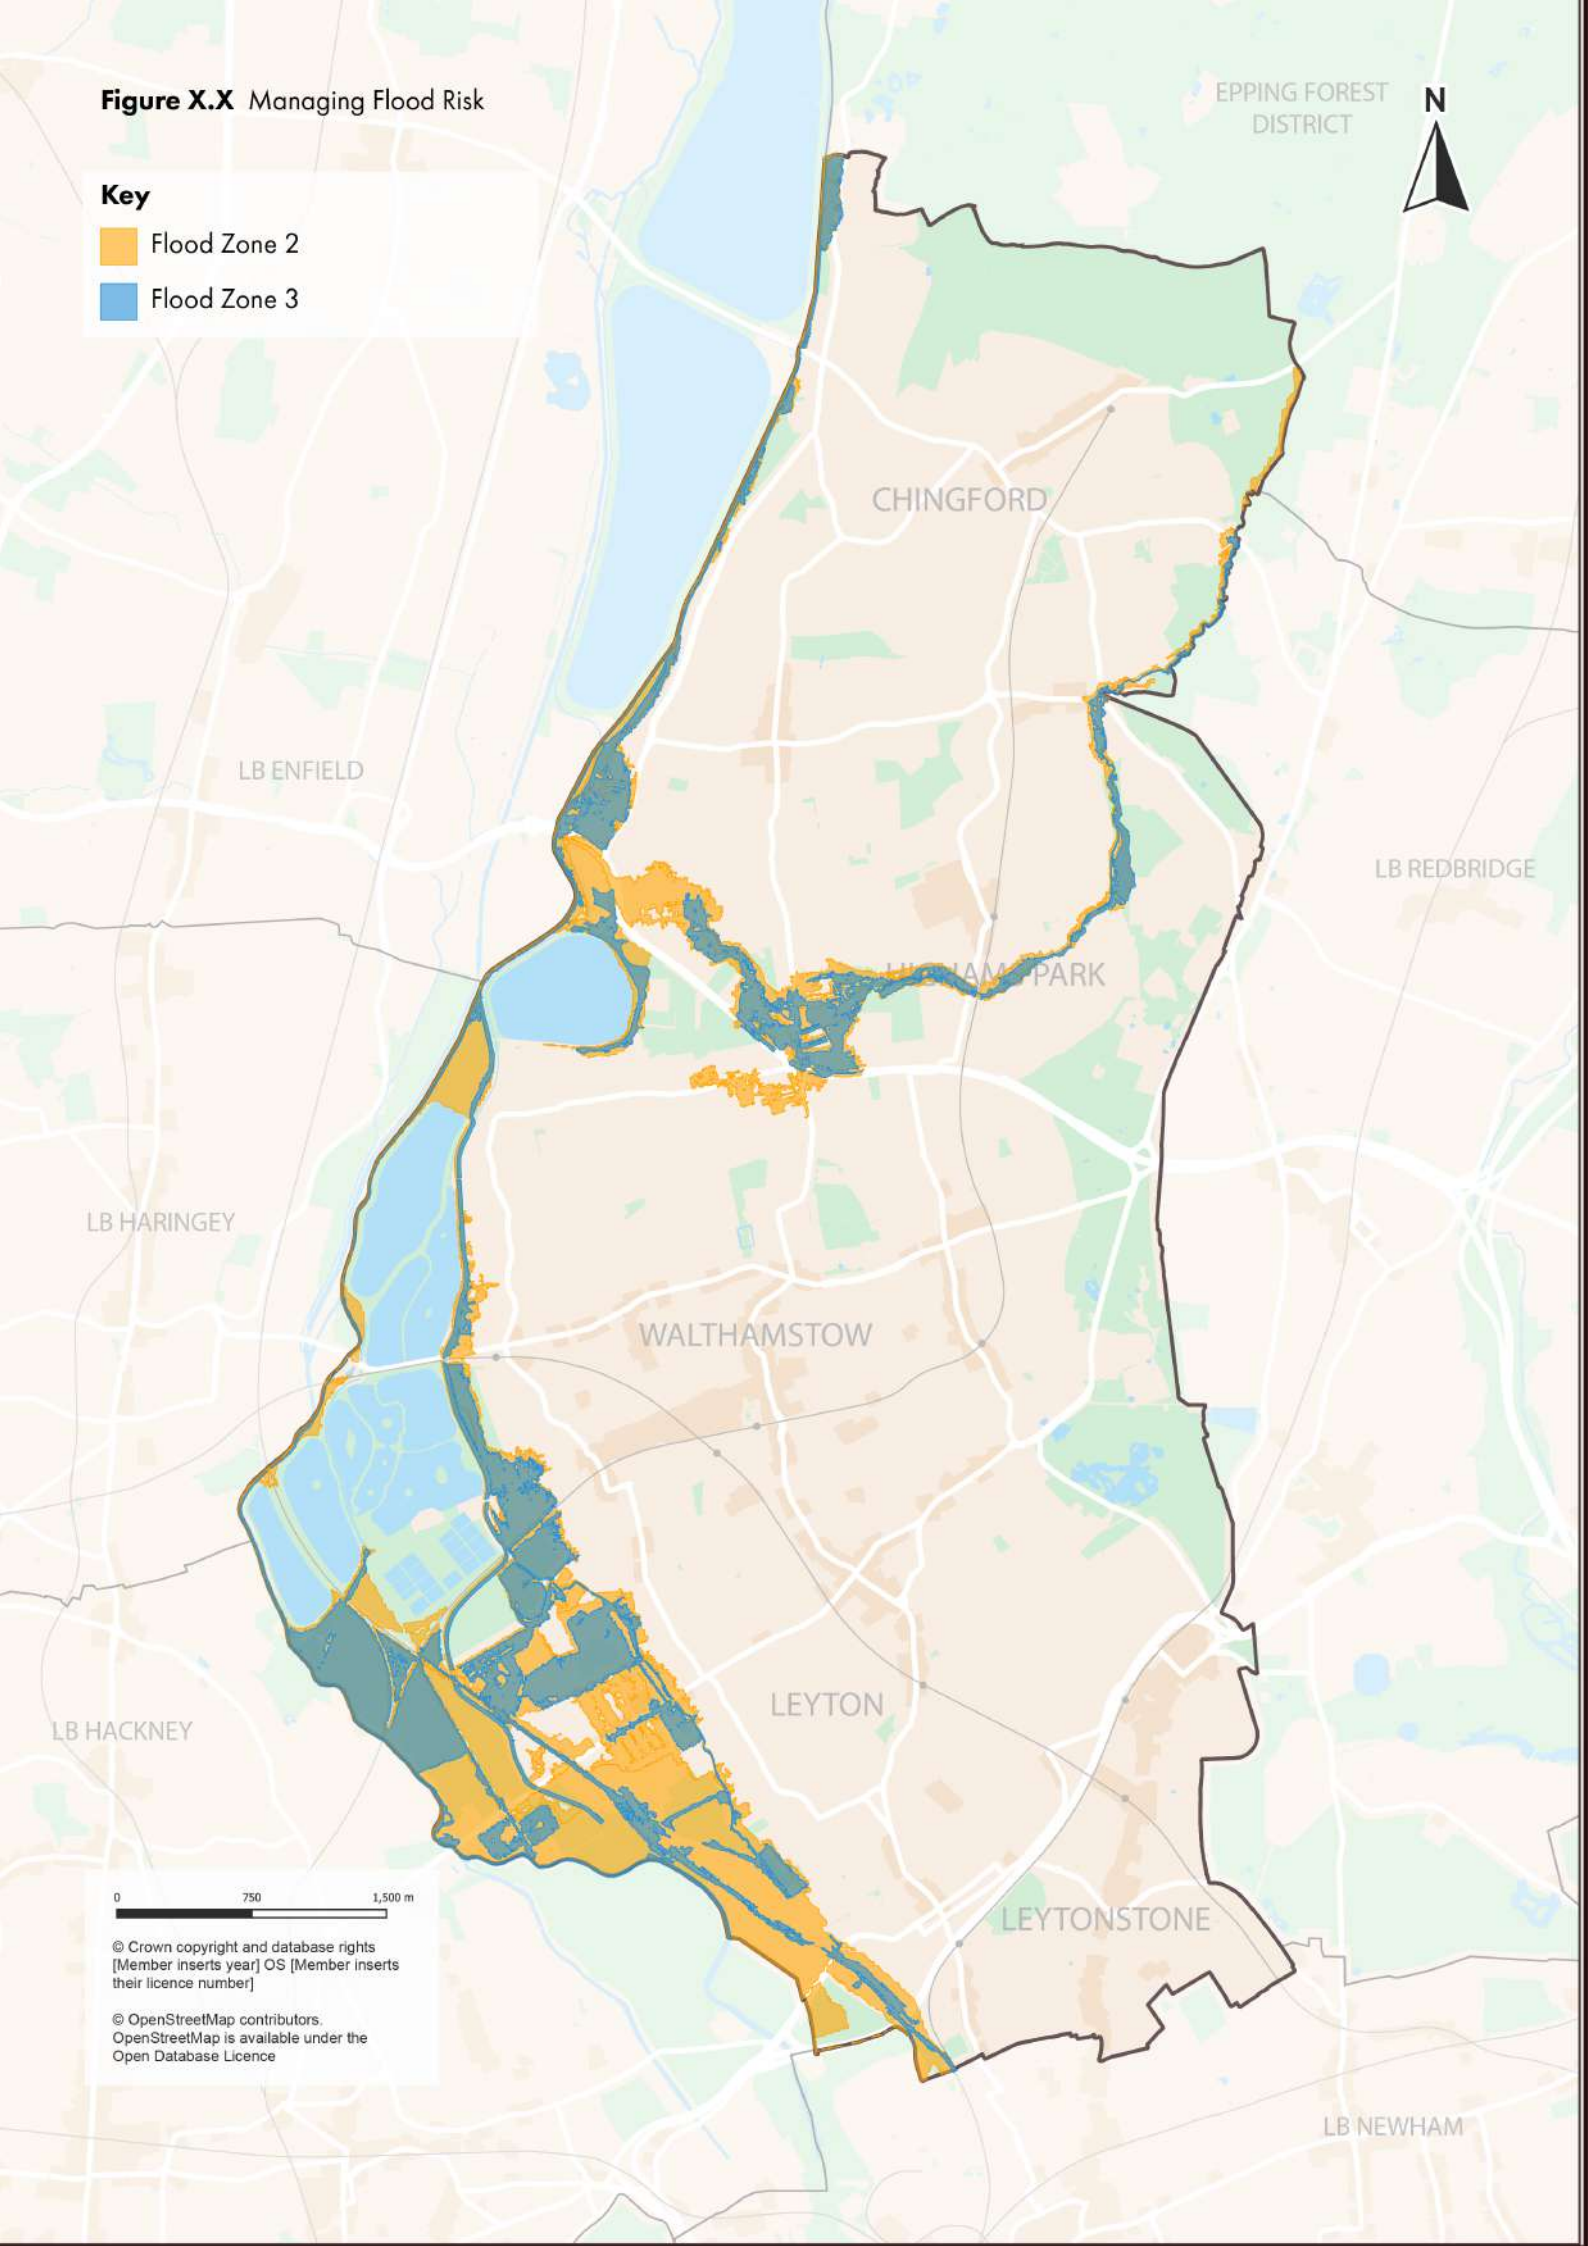 Figure X.X Managing Flood Risk
EPPING FOREST
DISTRICT
N
Key
Flood Zone 2
Flood Zone 3
CHINGFORD
LB ENFIELD
LB REDBRIDGE
HIGHAMS PARK
LB HARINGEY
WALTHAMSTOW
LEYTON
LB HACKNEY
LEYTONSTONE
0 750 1,500 m
© Crown copyright and database rights
[Member inserts year] OS [Member inserts
their licence number]
© OpenStreetMap contributors.
OpenStreetMap is available under the
Open Database Licence
LB NEWHAM